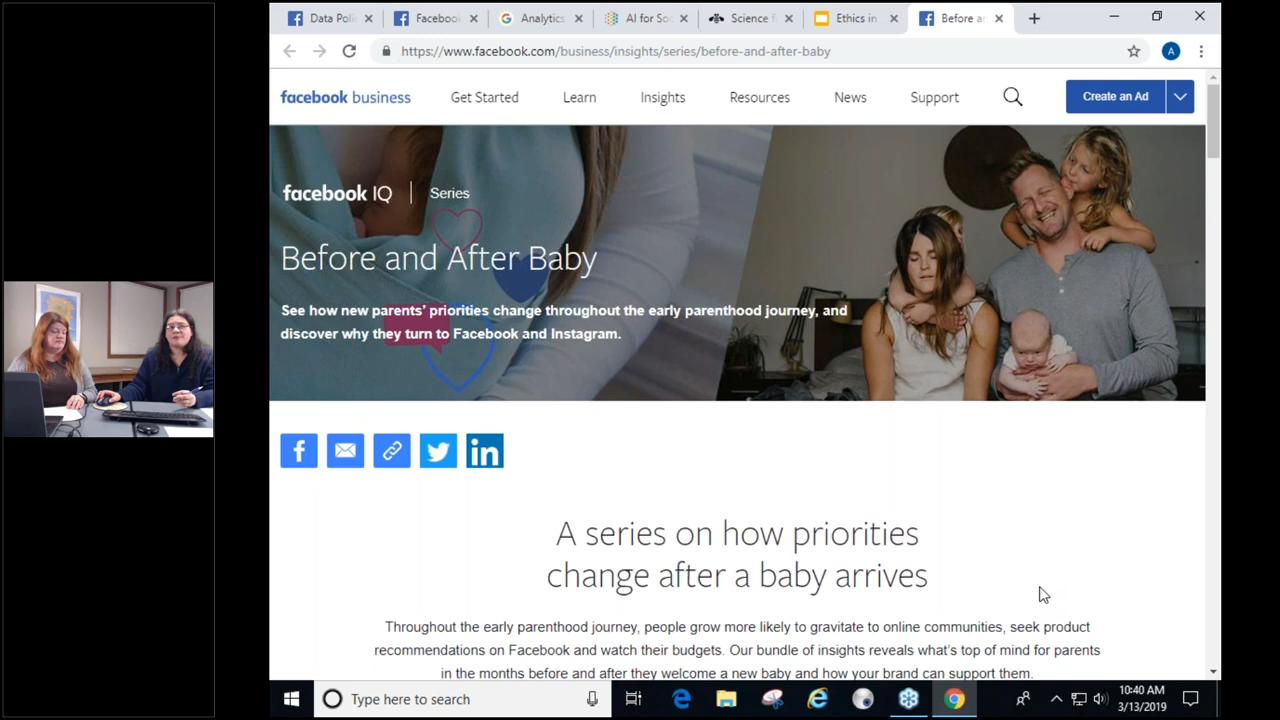 Data Poli
Facebook
Analytics
AI for Soc
Science f
Ethics in
Before an
https://www.facebook.com/business/insights/series/before-and-after-baby
A
facebook business
Get Started
Learn
Insights
Resources
News
Support
Create an Ad
facebook IQ | Series
Before and After Baby
See how new parents' priorities change throughout the early parenthood journey, and
discover why they turn to Facebook and Instagram.
A series on how priorities
change after a baby arrives
Throughout the early parenthood journey, people grow more likely to gravitate to online communities, seek product
recommendations on Facebook and watch their budgets. Our bundle of insights reveals what's top of mind for parents
in the months before and after they welcome a new baby and how your brand can support them.
Type here to search
10:40 AM
3/13/2019